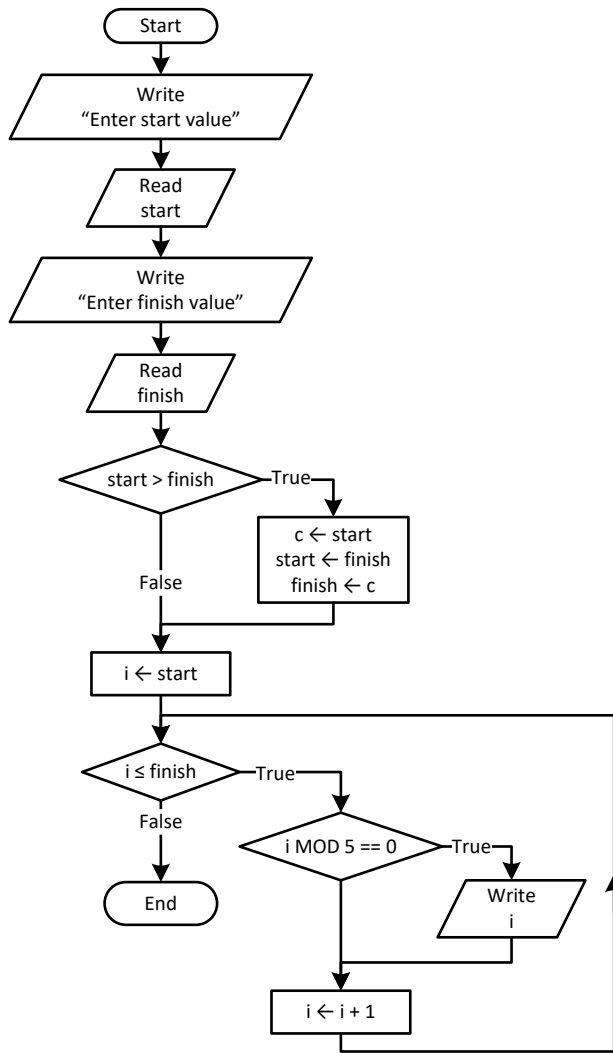 Start
Write
“Enter start value”
Read
start
Write
“Enter finish value”
Read
finish
start > finish
True
c ← start
start ← finish
finish ← c
False
i ← start
i ≤ finish
True
False
i MOD 5 == 0
True
Write
i
End
i ← i + 1